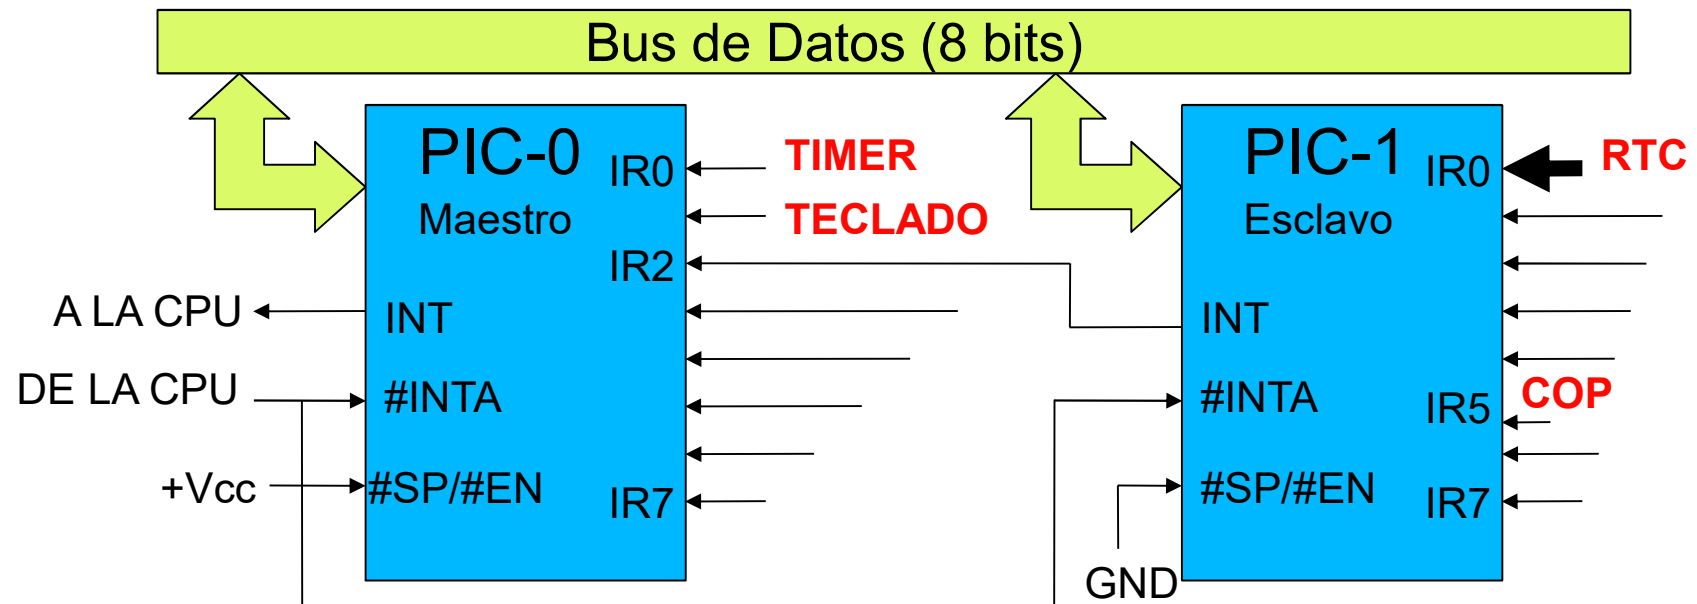 Bus de Datos (8 bits)
PIC-0
Maestro
IR0
TIMER
TECLADO
IR2
A LA CPU
INT
DE LA CPU
#INTA
+Vcc
#SP/#EN
IR7
PIC-1
Esclavo
IR0
RTC
INT
#INTA
COP
IR5
#SP/#EN
IR7
GND